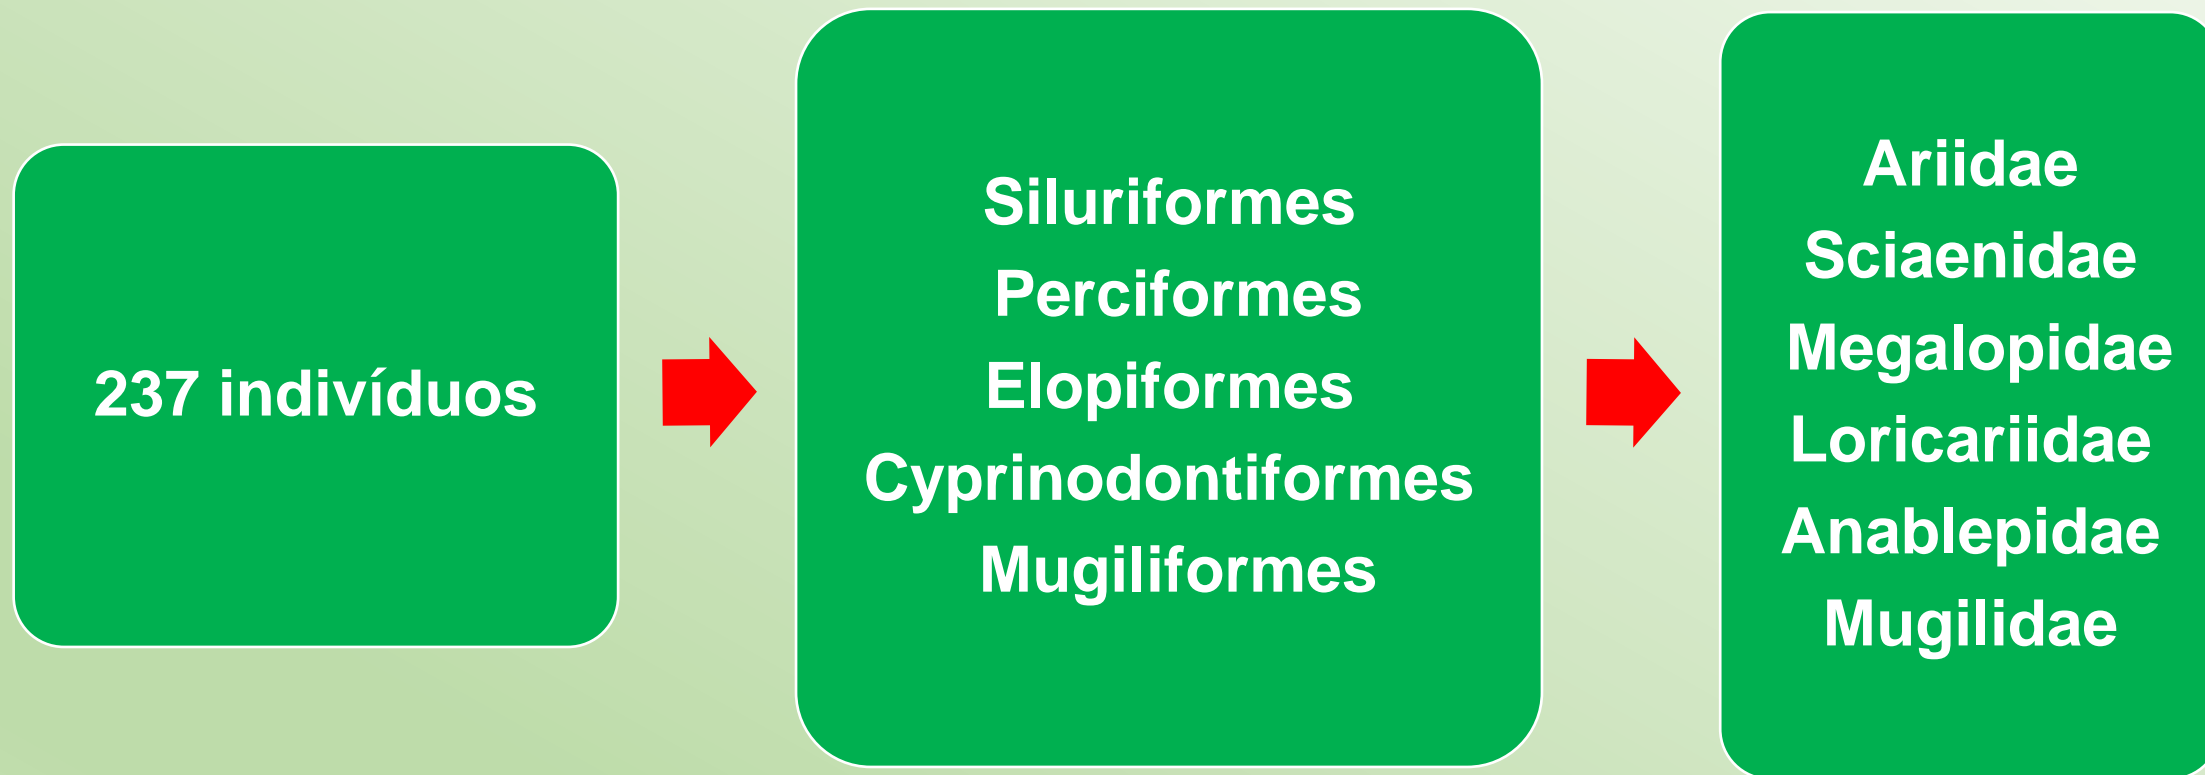 237 indivíduos
Siluriformes
Perciformes
Elopiformes
Cyprinodontiformes
Mugiliformes
Ariidae
Sciaenidae
Megalopidae
Loricariidae
Anablepidae
Mugilidae